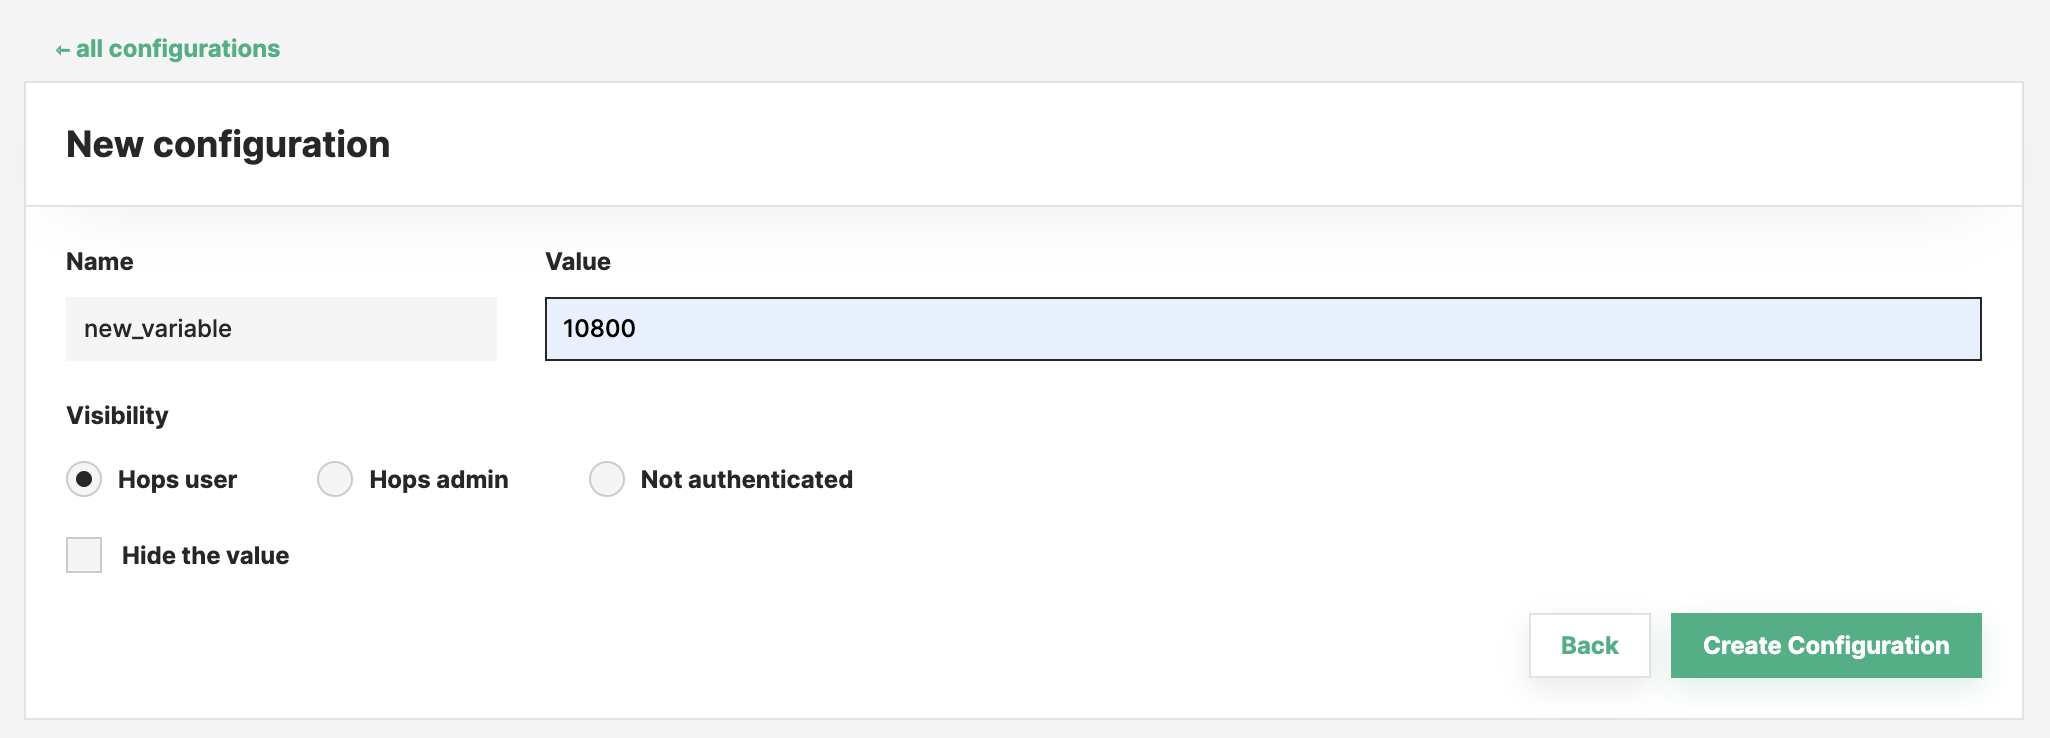 ← all configurations
New configuration
Name Value
new_variable 10800
Visibility
Hops user Hops admin Not authenticated
Hide the value
Back Create Configuration